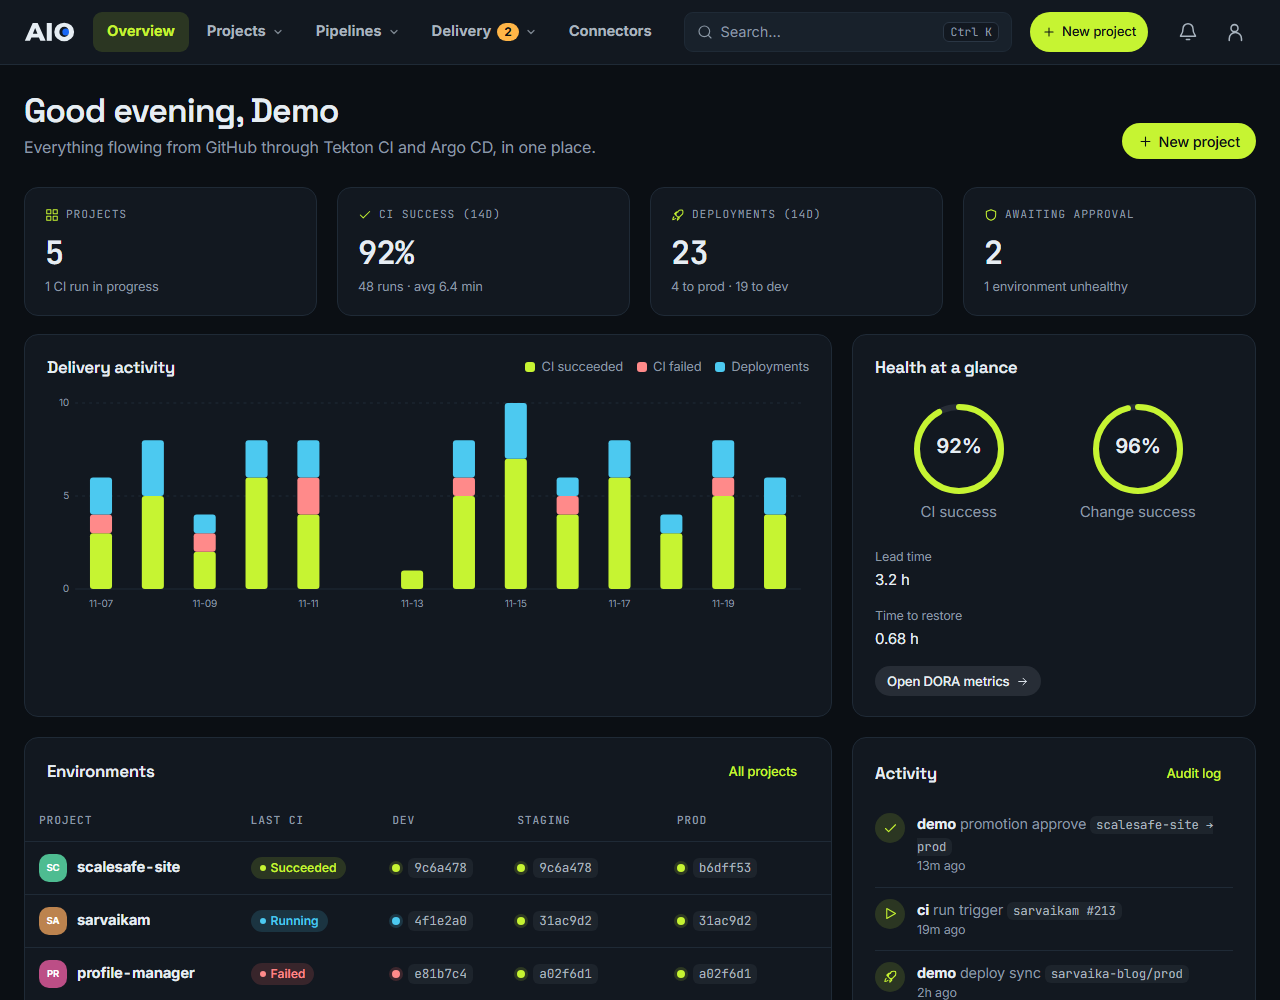 AIO
Overview
Projects
Pipelines
Delivery 2
Connectors
Search...
Ctrl K
+ New project
Good evening, Demo
Everything flowing from GitHub through Tekton CI and Argo CD, in one place.
+ New project
PROJECTS
5
1 CI run in progress
CI SUCCESS (14D)
92%
48 runs · avg 6.4 min
DEPLOYMENTS (14D)
23
4 to prod · 19 to dev
AWAITING APPROVAL
2
1 environment unhealthy
Delivery activity
CI succeeded
CI failed
Deployments
10
5
0
11-07
11-09
11-11
11-13
11-15
11-17
11-19
Health at a glance
92%
CI success
96%
Change success
Lead time
3.2 h
Time to restore
0.68 h
Open DORA metrics →
Environments
All projects
PROJECT
LAST CI
DEV
STAGING
PROD
SC scalesafe-site
Succeeded
9c6a478
9c6a478
b6dff53
SA sarvaikam
Running
4f1e2a0
31ac9d2
31ac9d2
PR profile-manager
Failed
e81b7c4
a02f6d1
a02f6d1
Activity
Audit log
demo promotion approve scalesafe-site →
prod
13m ago
ci run trigger sarvaikam #213
19m ago
demo deploy sync sarvaika-blog/prod
2h ago